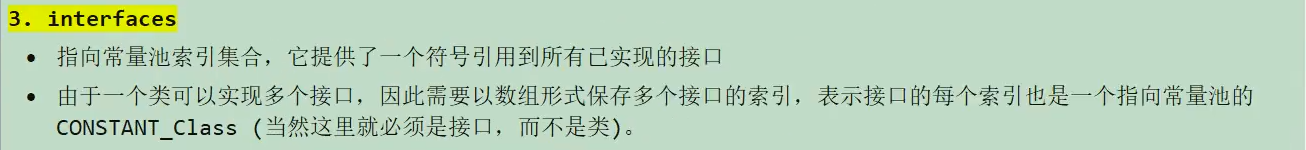 3. interfaces
• 指向常量池索引集合，它提供了一个符号引用到所有已实现的接口
• 由于一个类可以实现多个接口，因此需要以数组形式保存多个接口的索引，表示接口的每个索引也是一个指向常量池的
CONSTANT_Class (当然这里就必须是接口，而不是类)。